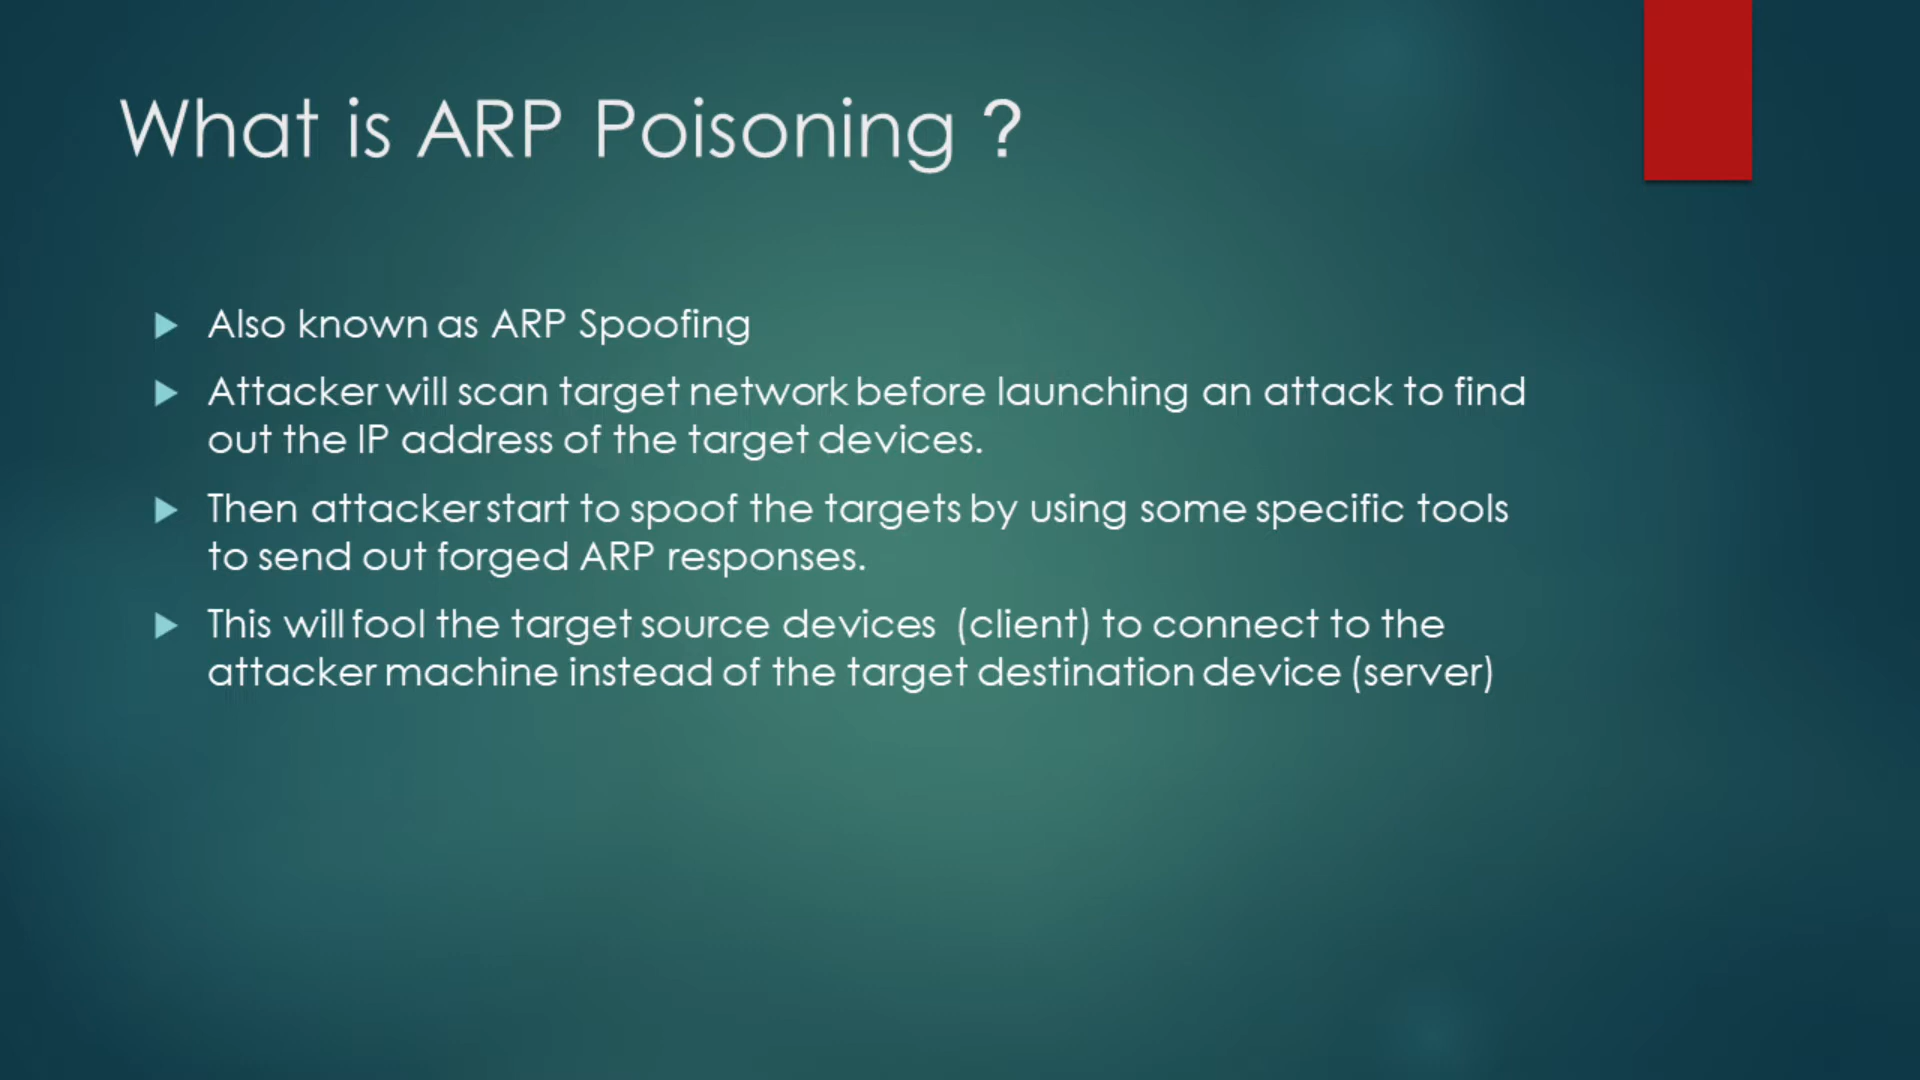 What is ARP Poisoning ?
Also known as ARP Spoofing
Attacker will scan target network before launching an attack to find
out the IP address of the target devices.
Then attacker start to spoof the targets by using some specific tools
to send out forged ARP responses.
This will fool the target source devices (client) to connect to the
attacker machine instead of the target destination device (server)